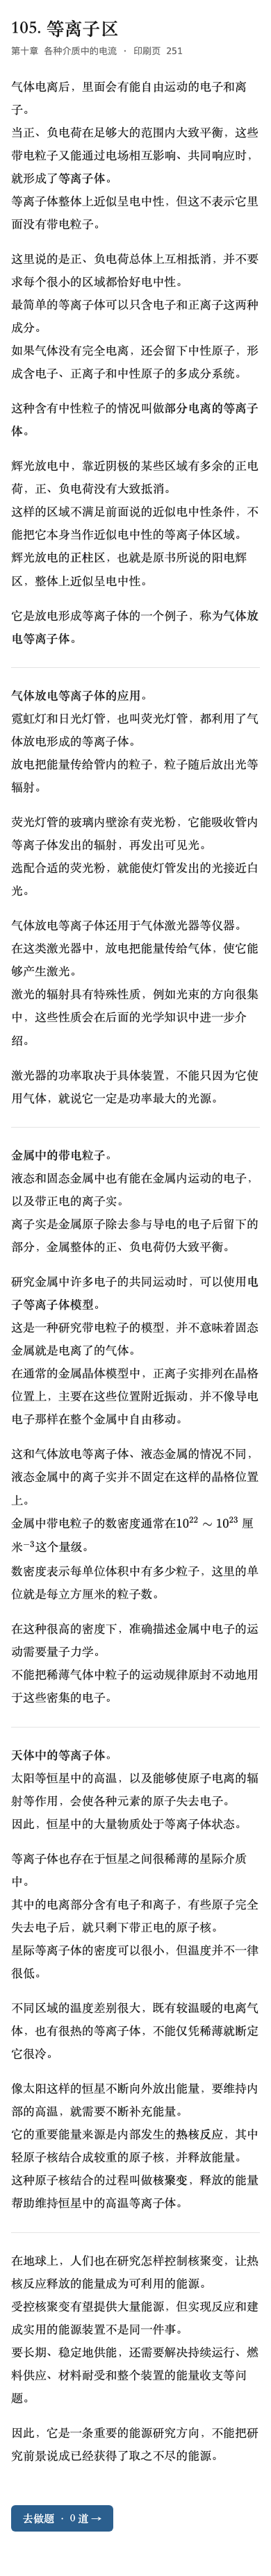 105. 等离子区
第十章 各种介质中的电流 · 印刷页 251
气体电离后，里面会有能自由运动的电子和离
子。
当正、负电荷在足够大的范围内大致平衡，这些
带电粒子又能通过电场相互影响、共同响应时，
就形成了等离子体。
等离子体整体上近似呈电中性，但这不表示它里
面没有带电粒子。
这里说的是正、负电荷总体上互相抵消，并不要
求每个很小的区域都恰好电中性。
最简单的等离子体可以只含电子和正离子这两种
成分。
如果气体没有完全电离，还会留下中性原子，形
成含电子、正离子和中性原子的多成分系统。
这种含有中性粒子的情况叫做部分电离的等离子
体。
辉光放电中，靠近阴极的某些区域有多余的正电
荷，正、负电荷没有大致抵消。
这样的区域不满足前面说的近似电中性条件，不
能把它本身当作近似电中性的等离子体区域。
辉光放电的正柱区，也就是原书所说的阳电辉
区，整体上近似呈电中性。
它是放电形成等离子体的一个例子，称为气体放
电等离子体。
气体放电等离子体的应用。
霓虹灯和日光灯管，也叫荧光灯管，都利用了气
体放电形成的等离子体。
放电把能量传给管内的粒子，粒子随后放出光等
辐射。
荧光灯管的玻璃内壁涂有荧光粉，它能吸收管内
等离子体发出的辐射，再发出可见光。
选配合适的荧光粉，就能使灯管发出的光接近白
光。
气体放电等离子体还用于气体激光器等仪器。
在这类激光器中，放电把能量传给气体，使它能
够产生激光。
激光的辐射具有特殊性质，例如光束的方向很集
中，这些性质会在后面的光学知识中进一步介
绍。
激光器的功率取决于具体装置，不能只因为它使
用气体，就说它一定是功率最大的光源。
金属中的带电粒子。
液态和固态金属中也有能在金属内运动的电子，
以及带正电的离子实。
离子实是金属原子除去参与导电的电子后留下的
部分，金属整体的正、负电荷仍大致平衡。
研究金属中许多电子的共同运动时，可以使用电
子等离子体模型。
这是一种研究带电粒子的模型，并不意味着固态
金属就是电离了的气体。
在通常的金属晶体模型中，正离子实排列在晶格
位置上，主要在这些位置附近振动，并不像导电
电子那样在整个金属中自由移动。
这和气体放电等离子体、液态金属的情况不同，
液态金属中的离子实并不固定在这样的晶格位置
上。
金属中带电粒子的数密度通常在10²² ∼ 10²³ 厘
米⁻³这个量级。
数密度表示每单位体积中有多少粒子，这里的单
位就是每立方厘米的粒子数。
在这种很高的密度下，准确描述金属中电子的运
动需要量子力学。
不能把稀薄气体中粒子的运动规律原封不动地用
于这些密集的电子。
天体中的等离子体。
太阳等恒星中的高温，以及能够使原子电离的辐
射等作用，会使各种元素的原子失去电子。
因此，恒星中的大量物质处于等离子体状态。
等离子体也存在于恒星之间很稀薄的星际介质
中。
其中的电离部分含有电子和离子，有些原子完全
失去电子后，就只剩下带正电的原子核。
星际等离子体的密度可以很小，但温度并不一律
很低。
不同区域的温度差别很大，既有较温暖的电离气
体，也有很热的等离子体，不能仅凭稀薄就断定
它很冷。
像太阳这样的恒星不断向外放出能量，要维持内
部的高温，就需要不断补充能量。
它的重要能量来源是内部发生的热核反应，其中
轻原子核结合成较重的原子核，并释放能量。
这种原子核结合的过程叫做核聚变，释放的能量
帮助维持恒星中的高温等离子体。
在地球上，人们也在研究怎样控制核聚变，让热
核反应释放的能量成为可利用的能源。
受控核聚变有望提供大量能源，但实现反应和建
成实用的能源装置不是同一件事。
要长期、稳定地供能，还需要解决持续运行、燃
料供应、材料耐受和整个装置的能量收支等问
题。
因此，它是一条重要的能源研究方向，不能把研
究前景说成已经获得了取之不尽的能源。
去做题 · 0 道 →